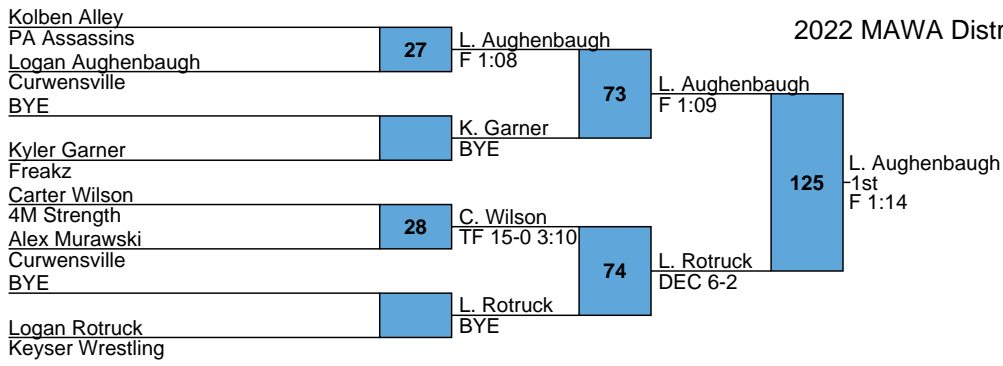 Kolben Alley
PA Assassins
Logan Aughenbaugh
Curwensville
BYE
Kyler Garner
Freakz
Carter Wilson
4M Strength
Alex Murawski
Curwensville
BYE
Logan Rotruck
Keyser Wrestling
27
28
L. Aughenbaugh
F 1:08
K. Garner
BYE
C. Wilson
TF 15-0 3:10
L. Rotruck
BYE
73
74
L. Aughenbaugh
F 1:09
L. Rotruck
DEC 6-2
2022 MAWA Distr
125
L. Aughenbaugh
1st
F 1:14